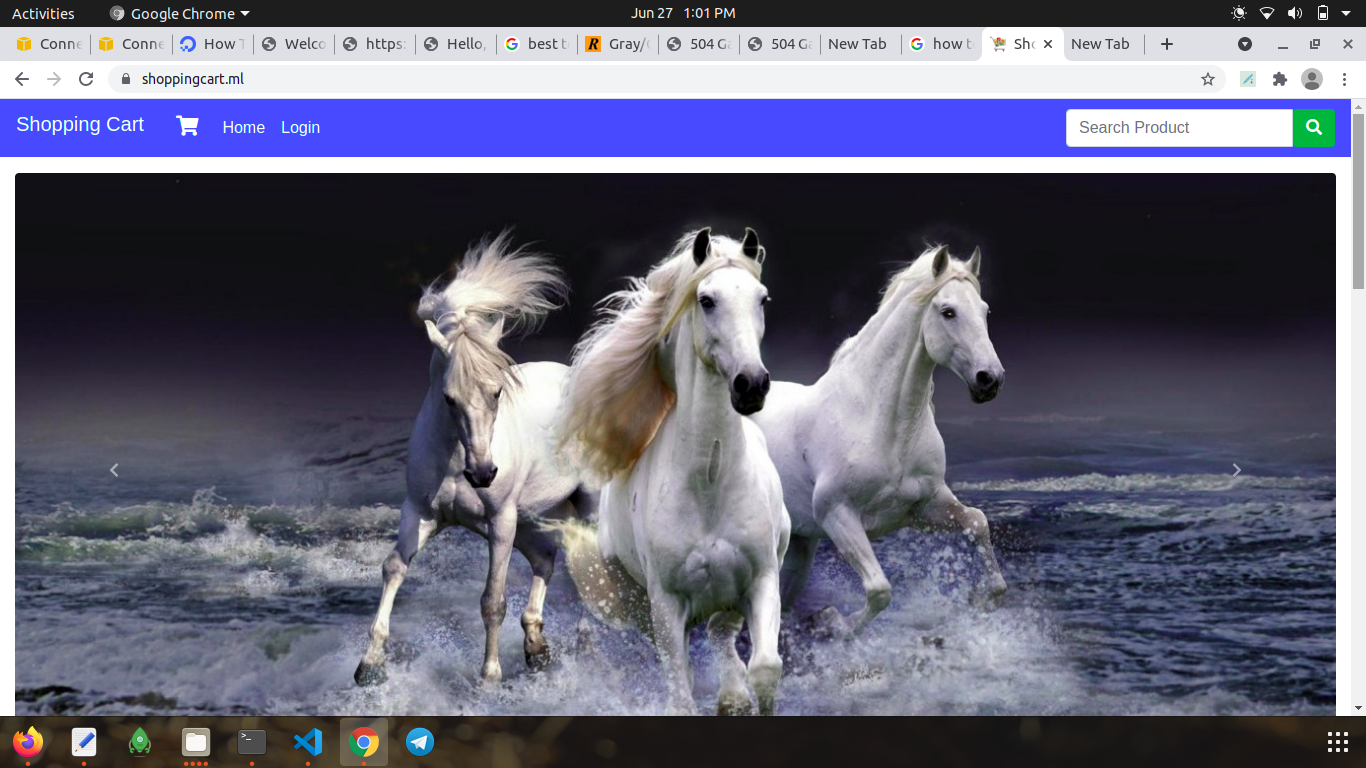 Activities
Google Chrome
Jun 27 1:01 PM
Conne
Conne
How T
Welco
https:
Hello,
best t
Gray/
504 Ga
504 Ga
New Tab
how t
Sho
New Tab
shoppingcart.ml
Shopping Cart
Home
Login
Search Product